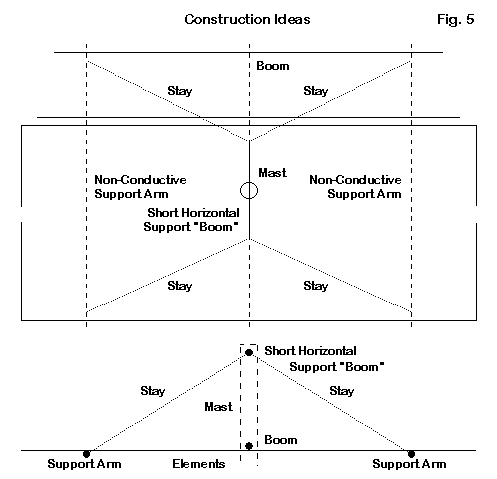 Construction Ideas
Fig. 5
Boom
Stay
Stay
Mast
Non-Conductive
Support Arm
Non-Conductive
Support Arm
Short Horizontal
Support "Boom"
Stay
Stay
Short Horizontal
Support "Boom"
Stay
Stay
Mast
Boom
Support Arm
Elements
Support Arm